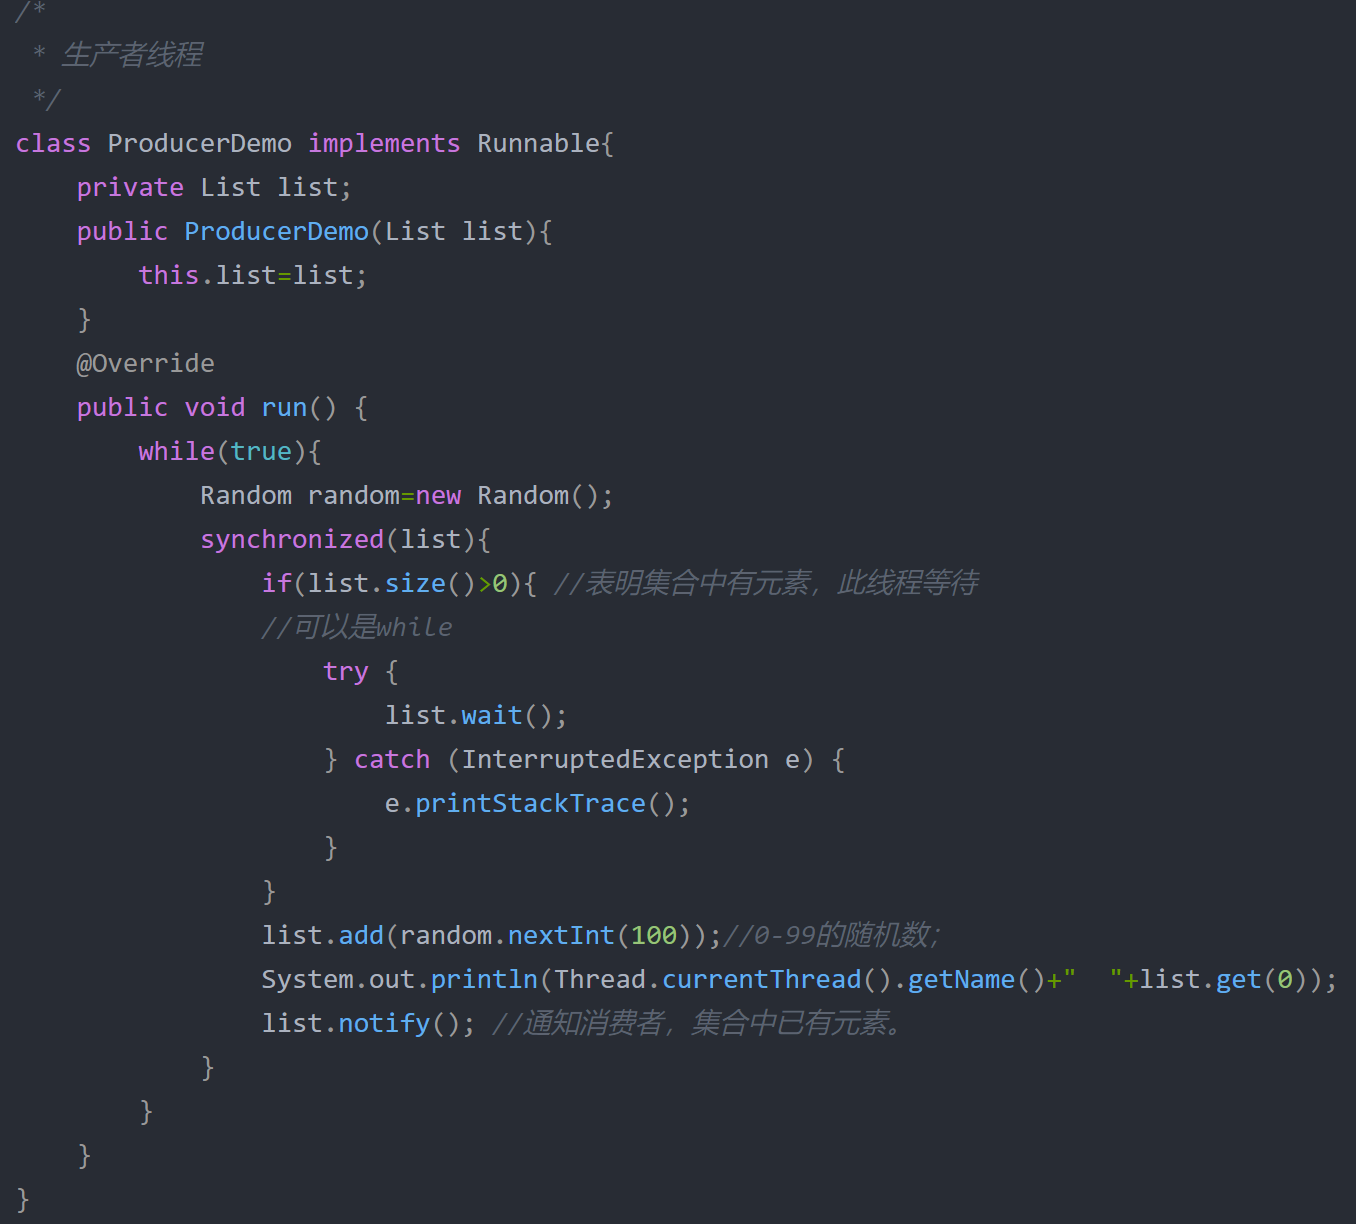 /*
 * 生产者线程
 */
class ProducerDemo implements Runnable{
    private List list;
    public ProducerDemo(List list){
        this.list=list;
    }
    @Override
    public void run() {
        while(true){
            Random random=new Random();
            synchronized(list){
                if(list.size()>0){ //表明集合中有元素，此线程等待
                //可以是while
                    try {
                        list.wait();
                    } catch (InterruptedException e) {
                        e.printStackTrace();
                    }
                }
                list.add(random.nextInt(100));//0-99的随机数;
                System.out.println(Thread.currentThread().getName()+"  "+list.get(0));
                list.notify(); //通知消费者，集合中已有元素。
            }
        }
    }
}